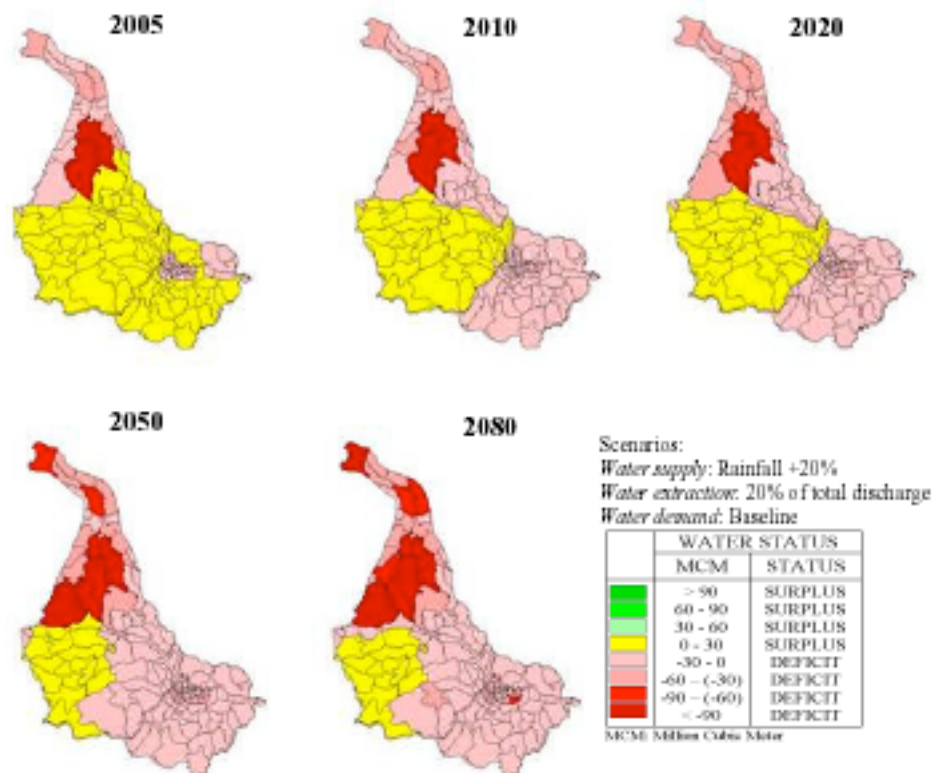 2005
2010
2020
2050
2080
Scenarios:
Water supply: Rainfall +20%
Water extraction: 20% of total discharge
Water demand: Baseline
WATER STATUS
MCM STATUS
> 90 SURPLUS
60 - 90 SURPLUS
30 - 60 SURPLUS
0 - 30 SURPLUS
-30 - 0 DEFICIT
-60 – (-30) DEFICIT
-90 – (-60) DEFICIT
< -90 DEFICIT
MCM: Million Cubic Meter